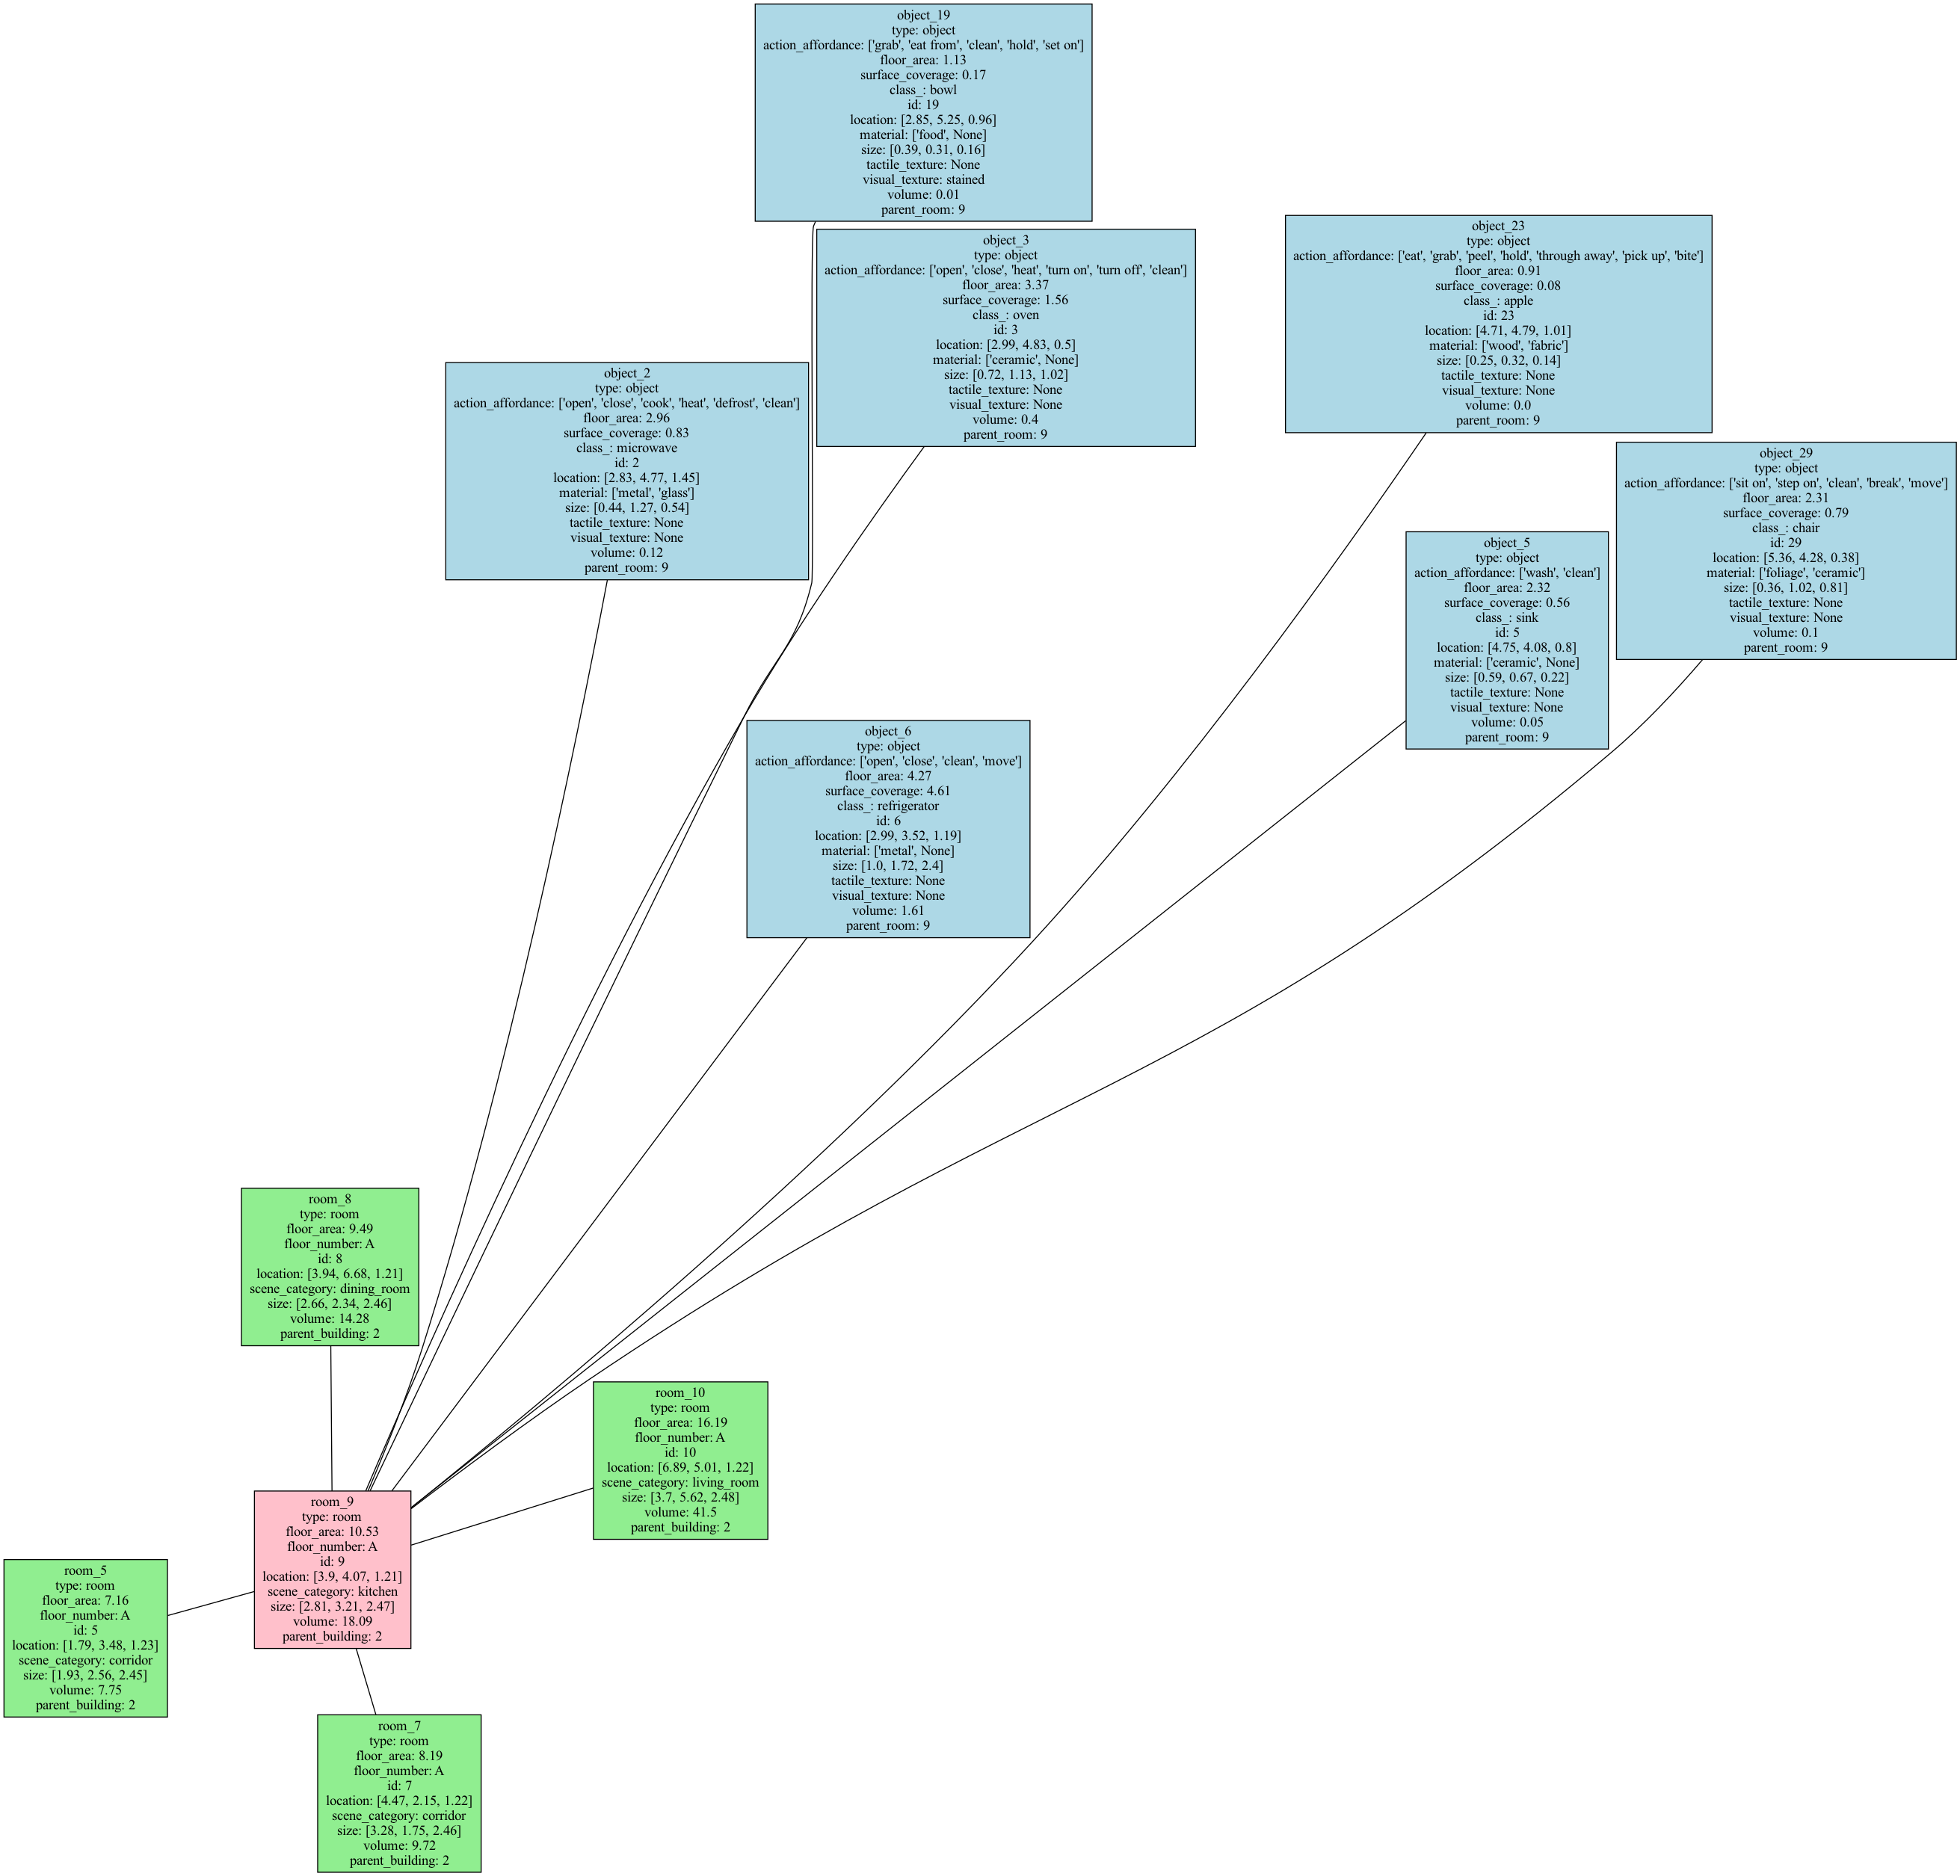 object_19
type: object
action_affordance: ['grab', 'eat from', 'clean', 'hold', 'set on']
floor_area: 1.13
surface_coverage: 0.17
class_: bowl
id: 19
location: [2.85, 5.25, 0.96]
material: ['food', None]
size: [0.39, 0.31, 0.16]
tactile_texture: None
visual_texture: stained
volume: 0.01
parent_room: 9
object_3
type: object
action_affordance: ['open', 'close', 'heat', 'turn on', 'turn off', 'clean']
floor_area: 3.37
surface_coverage: 1.56
class_: oven
id: 3
location: [2.99, 4.83, 0.5]
material: ['ceramic', None]
size: [0.72, 1.13, 1.02]
tactile_texture: None
visual_texture: None
volume: 0.4
parent_room: 9
object_23
type: object
action_affordance: ['eat', 'grab', 'peel', 'hold', 'through away', 'pick up', 'bite']
floor_area: 0.91
surface_coverage: 0.08
class_: apple
id: 23
location: [4.71, 4.79, 1.01]
material: ['wood', 'fabric']
size: [0.25, 0.32, 0.14]
tactile_texture: None
visual_texture: None
volume: 0.0
parent_room: 9
object_2
type: object
action_affordance: ['open', 'close', 'cook', 'heat', 'defrost', 'clean']
floor_area: 2.96
surface_coverage: 0.83
class_: microwave
id: 2
location: [2.83, 4.77, 1.45]
material: ['metal', 'glass']
size: [0.44, 1.27, 0.54]
tactile_texture: None
visual_texture: None
volume: 0.12
parent_room: 9
object_29
type: object
action_affordance: ['sit on', 'step on', 'clean', 'break', 'move']
floor_area: 2.31
surface_coverage: 0.79
class_: chair
id: 29
location: [5.36, 4.28, 0.38]
material: ['foliage', 'ceramic']
size: [0.36, 1.02, 0.81]
tactile_texture: None
visual_texture: None
volume: 0.1
parent_room: 9
object_5
type: object
action_affordance: ['wash', 'clean']
floor_area: 2.32
surface_coverage: 0.56
class_: sink
id: 5
location: [4.75, 4.08, 0.8]
material: ['ceramic', None]
size: [0.59, 0.67, 0.22]
tactile_texture: None
visual_texture: None
volume: 0.05
parent_room: 9
object_6
type: object
action_affordance: ['open', 'close', 'clean', 'move']
floor_area: 4.27
surface_coverage: 4.61
class_: refrigerator
id: 6
location: [2.99, 3.52, 1.19]
material: ['metal', None]
size: [1.0, 1.72, 2.4]
tactile_texture: None
visual_texture: None
volume: 1.61
parent_room: 9
room_8
type: room
floor_area: 9.49
floor_number: A
id: 8
location: [3.94, 6.68, 1.21]
scene_category: dining_room
size: [2.66, 2.34, 2.46]
volume: 14.28
parent_building: 2
room_10
type: room
floor_area: 16.19
floor_number: A
id: 10
location: [6.89, 5.01, 1.22]
scene_category: living_room
size: [3.7, 5.62, 2.48]
volume: 41.5
parent_building: 2
room_9
type: room
floor_area: 10.53
floor_number: A
id: 9
location: [3.9, 4.07, 1.21]
scene_category: kitchen
size: [2.81, 3.21, 2.47]
volume: 18.09
parent_building: 2
room_5
type: room
floor_area: 7.16
floor_number: A
id: 5
location: [1.79, 3.48, 1.23]
scene_category: corridor
size: [1.93, 2.56, 2.45]
volume: 7.75
parent_building: 2
room_7
type: room
floor_area: 8.19
floor_number: A
id: 7
location: [4.47, 2.15, 1.22]
scene_category: corridor
size: [3.28, 1.75, 2.46]
volume: 9.72
parent_building: 2